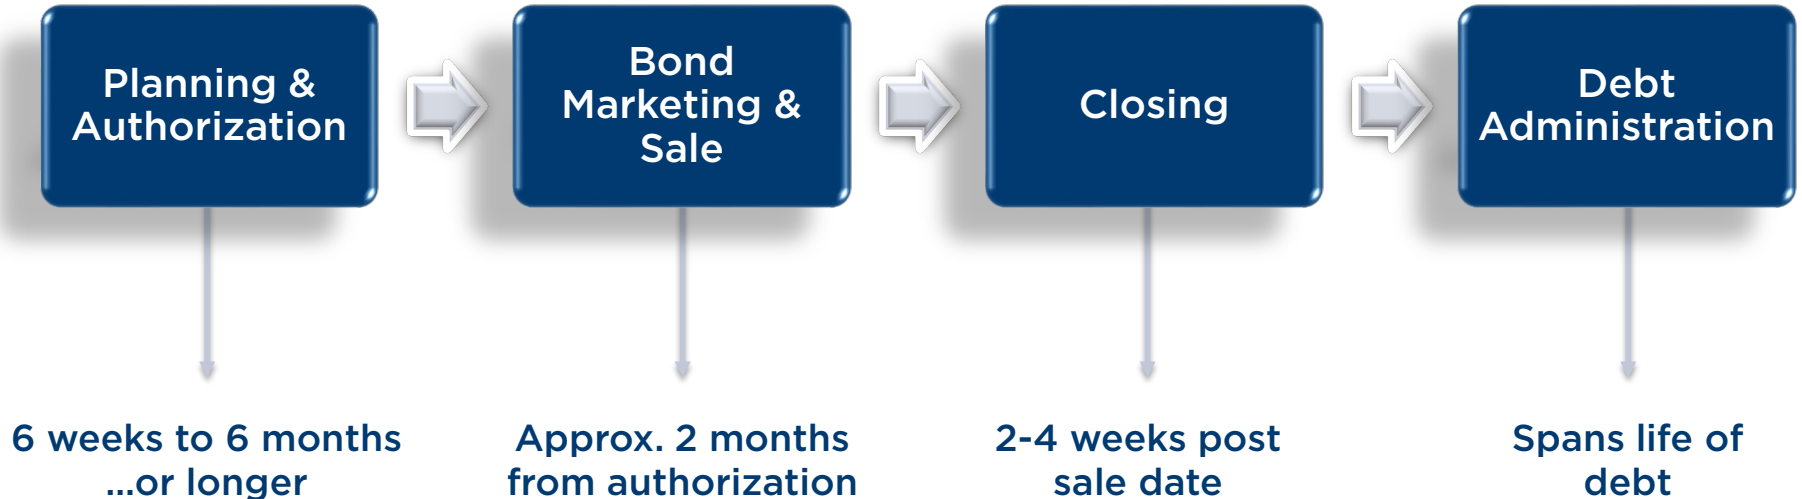 Planning &
Authorization
Bond
Marketing &
Sale
Closing
Debt
Administration
6 weeks to 6 months
...or longer
Approx. 2 months
from authorization
2-4 weeks post
sale date
Spans life of
debt